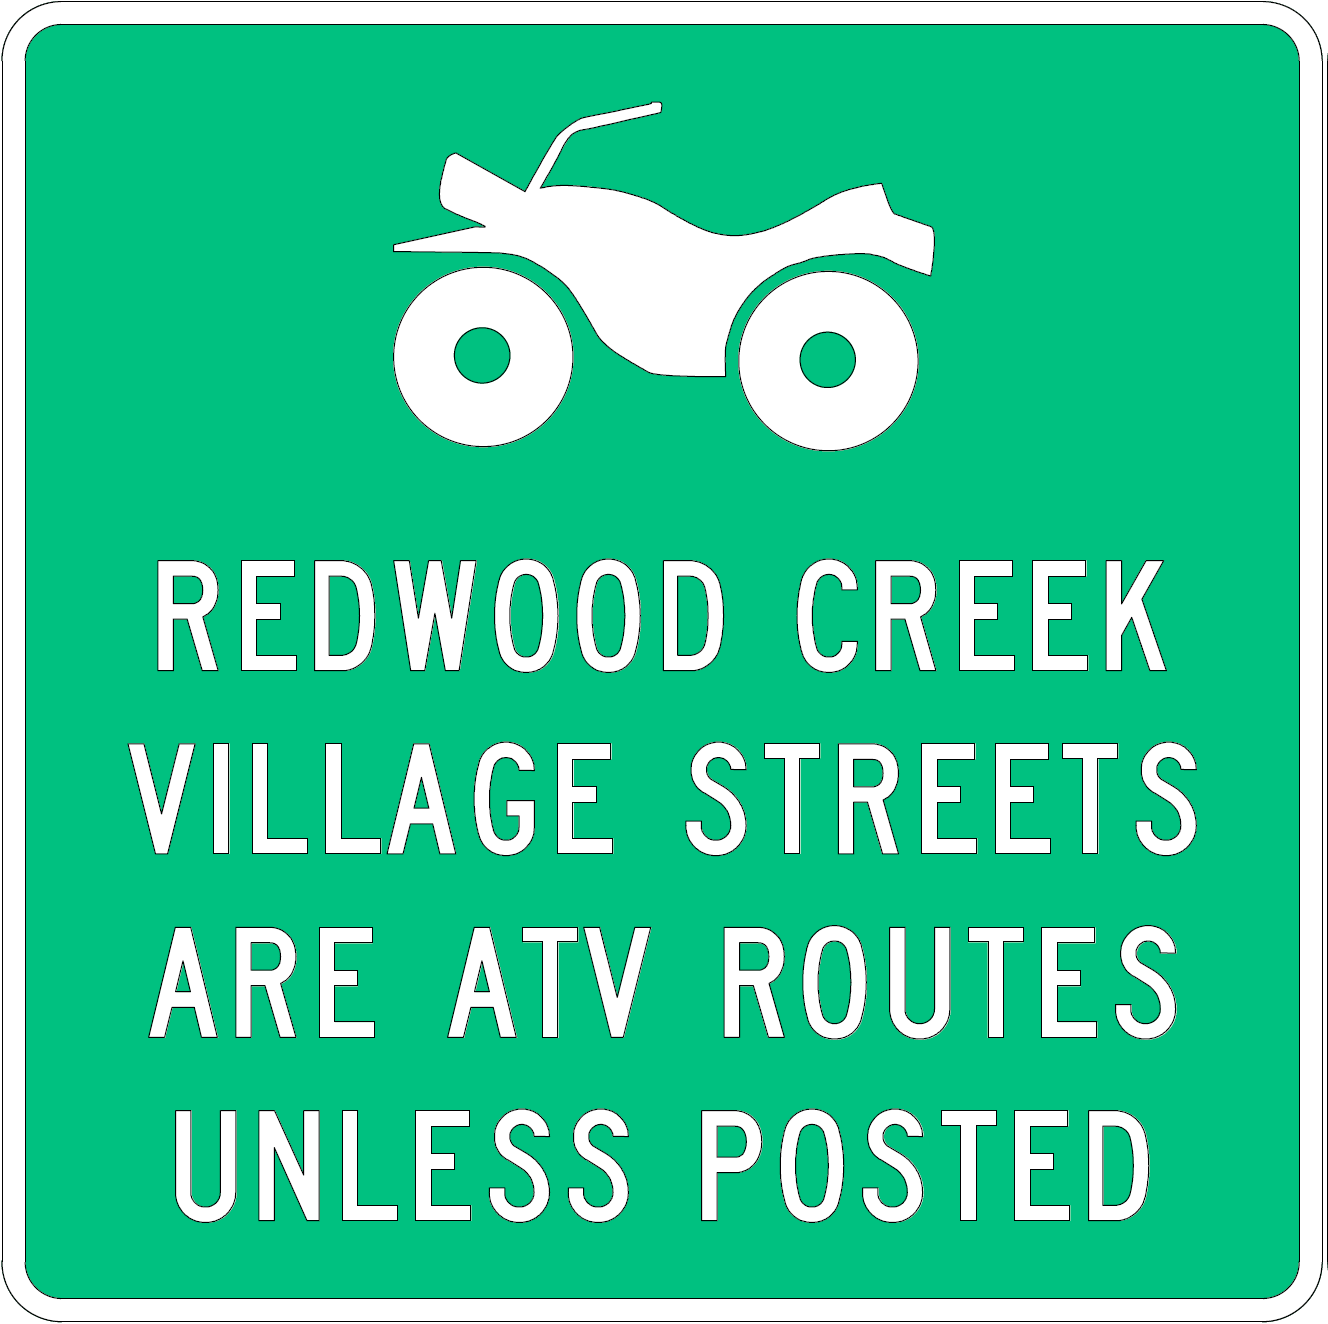 REDWOOD CREEK
VILLAGE STREETS
ARE ATV ROUTES
UNLESS POSTED